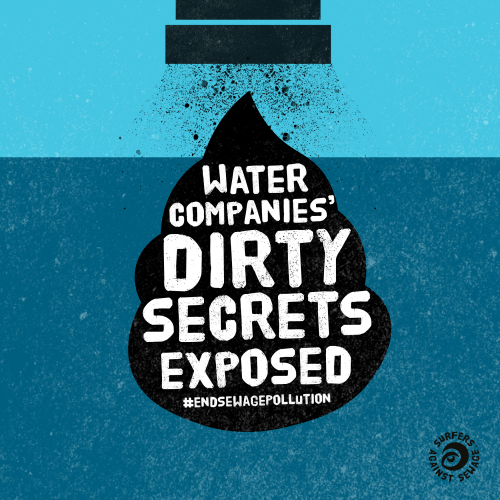 WATER
COMPANIES'
DIRTY
SECRETS
EXPOSED
#ENDSEWAGEPOLLUTION
SURFERS
AGAINST SEWAGE